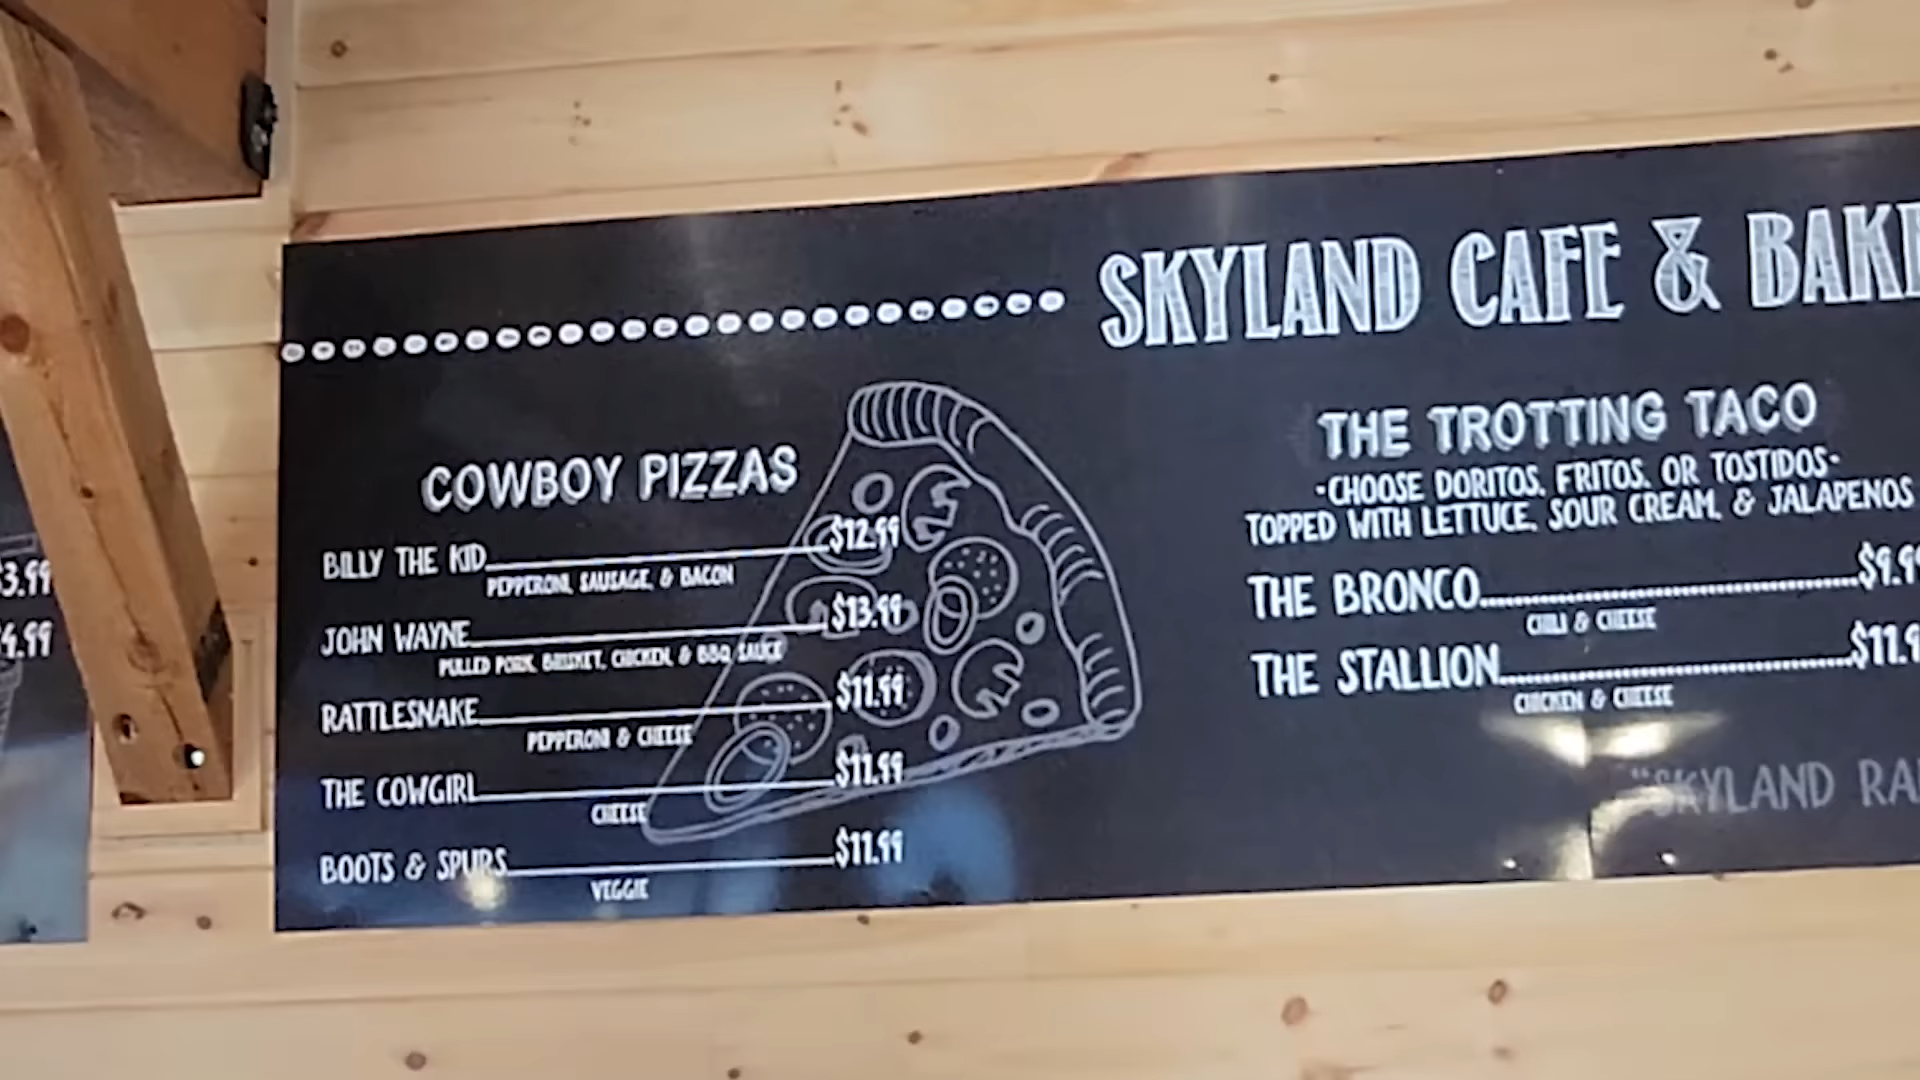 3.99
4.99
SKYLAND CAFE & BAKE
COWBOY PIZZAS
BILLY THE KID $12.99
PEPPERONI, SAUSAGE, & BACON
JOHN WAYNE $13.99
PULLED PORK, BRISKET, CHICKEN, & BBQ SAUCE
RATTLESNAKE $11.99
PEPPERONI & CHEESE
THE COWGIRL $11.99
CHEESE
BOOTS & SPURS $11.99
VEGGIE
THE TROTTING TACO
-CHOOSE DORITOS, FRITOS, OR TOSTIDOS-
TOPPED WITH LETTUCE, SOUR CREAM, & JALAPENOS
THE BRONCO $9.99
CHILI & CHEESE
THE STALLION $11.9
CHICKEN & CHEESE
"SKYLAND RA